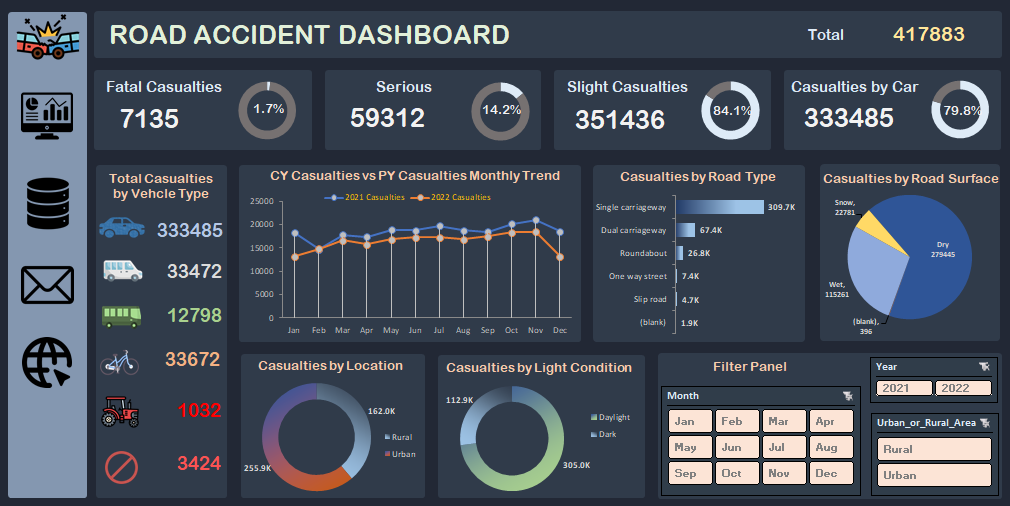 ROAD ACCIDENT DASHBOARD
Total 417883
Fatal Casualties
7135
1.7%
Serious
59312
14.2%
Slight Casualties
351436
84.1%
Casualties by Car
333485
79.8%
Total Casualties
by Vehcle Type
333485
33472
12798
33672
1032
3424
CY Casualties vs PY Casualties Monthly Trend
2021 Casualties 2022 Casualties
25000
20000
15000
10000
5000
0
Jan Feb Mar Apr May Jun Jul Aug Sep Oct Nov Dec
Casualties by Road Type
Single carriageway 309.7K
Dual carriageway 67.4K
Roundabout 26.8K
One way street 7.4K
Slip road 4.7K
(blank) 1.9K
Casualties by Road Surface
Snow,
22781
Dry
279445
Wet,
115261
(blank),
396
Casualties by Location
162.0K
Rural
Urban
255.9K
Casualties by Light Condition
112.9K
Daylight
Dark
305.0K
Filter Panel
Month
Jan Feb Mar Apr
May Jun Jul Aug
Sep Oct Nov Dec
Year
2021 2022
Urban_or_Rural_Area
Rural
Urban